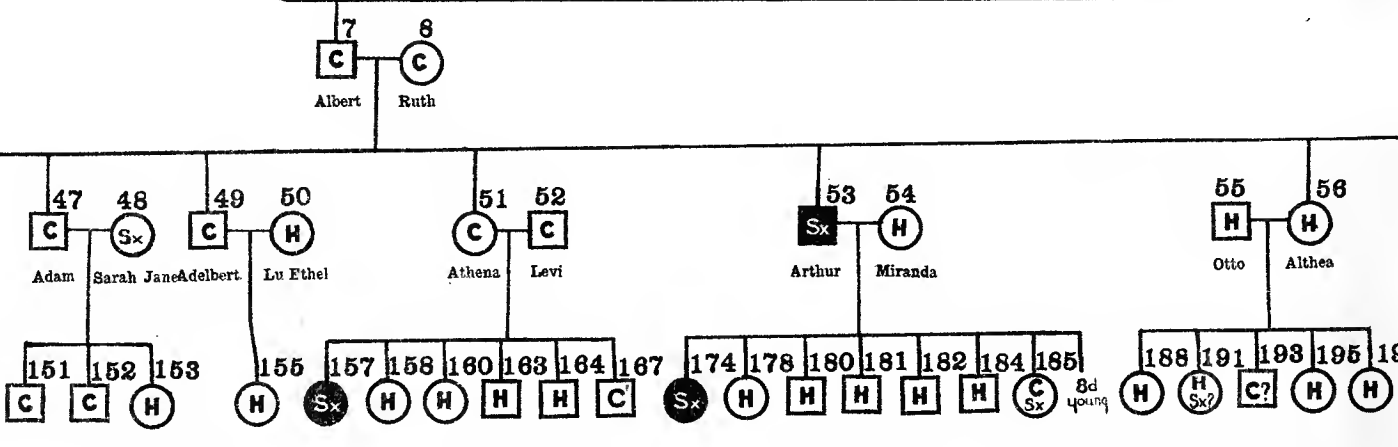 7 8
C C
Albert Ruth
47 48 49 50 51 52 53 54 55 56
C Sx C H C C Sx H H H
Adam Sarah Jane Adelbert. Lu Ethel Athena Levi Arthur Miranda Otto Althea
151 152 153 155 157 158 160 163 164 167 174 178 180 181 182 184 185 188 191 193 195
C C H H Sx H H H H C' Sx H H H H H C Sx 8d young H H Sx? C? H H